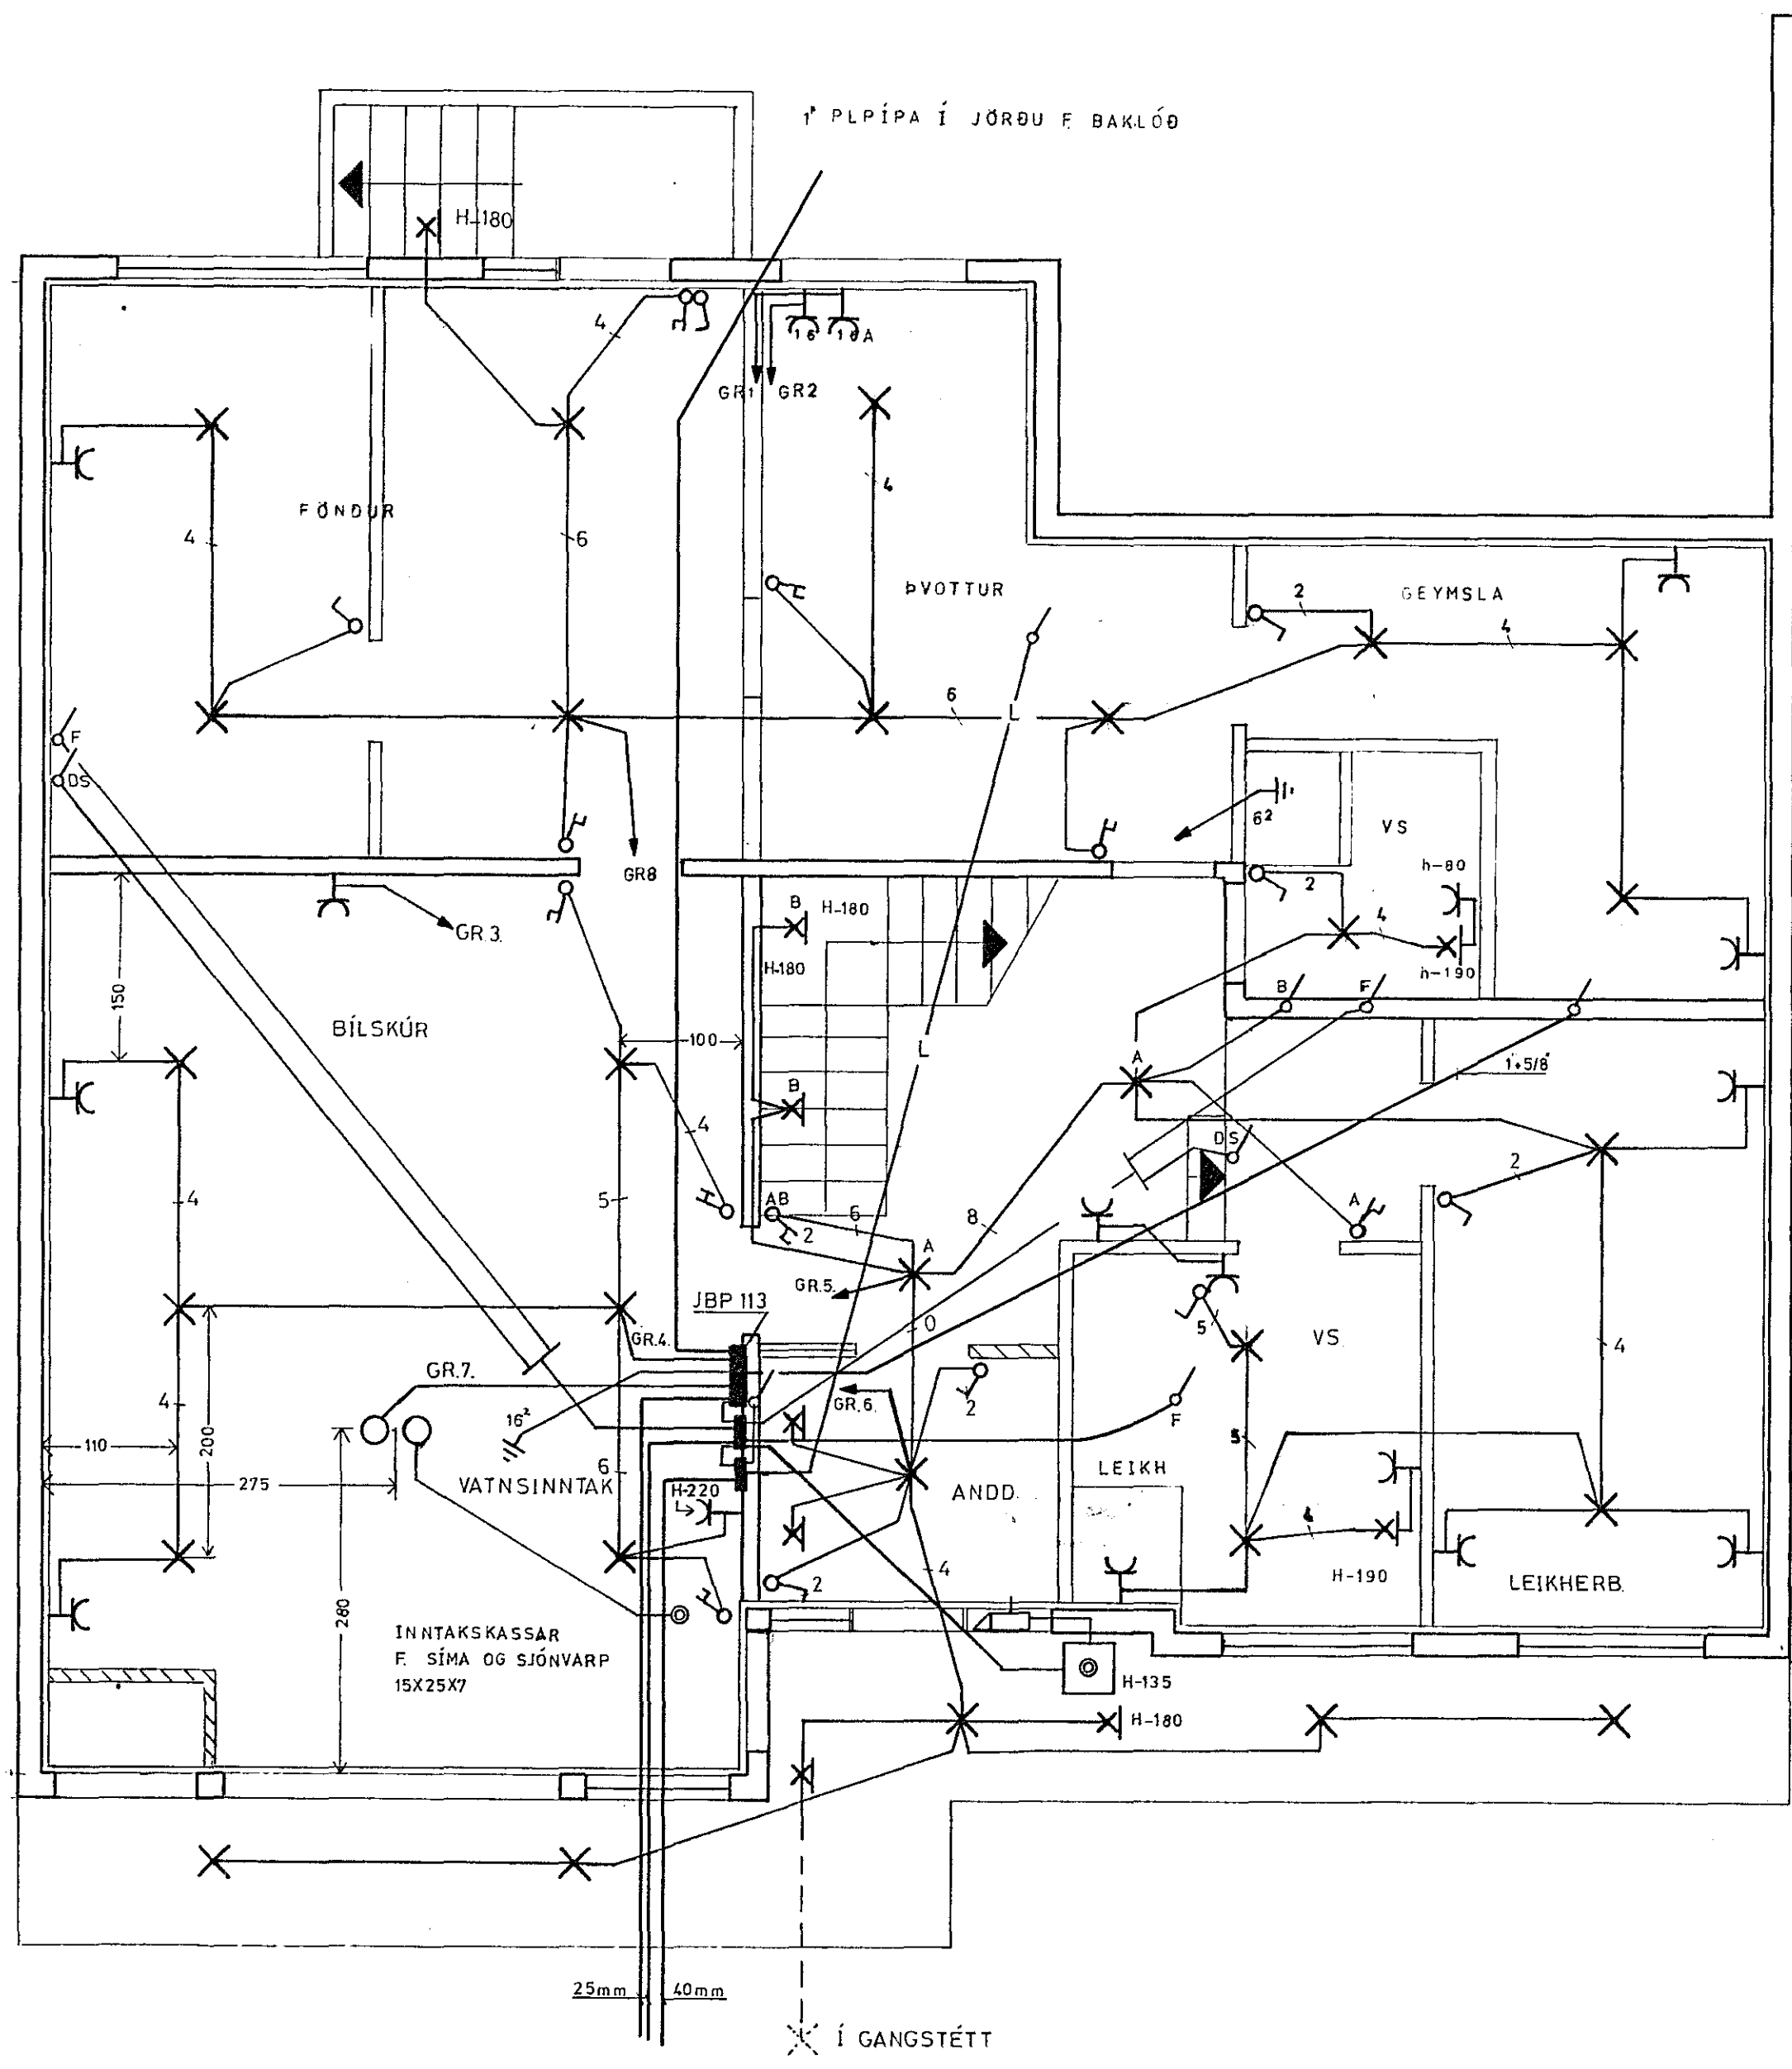 1" PLPÍPA Í JÖRÐU F. BAKLÓÐ
H-180
4
16
16A
GR1
GR2
4
4
FÖNDUR
6
ÞVOTTUR
2
GEYMSLA
4
6
L
F
DS
6²
VS
GR8
h-80
2
B
H-180
4
GR.3.
H-180
h-190
150
B
F
BÍLSKÚR
100
L
A
1"+5/8"
B
4
DS
2
4
5
AB
6
8
A
2
A
GR.5.
JBP 113
GR.4.
0
5
VS
4
GR.7.
4
200
16²
GR.6.
2
F
110
5
275
VATNSINNTAK
6
H-220
ANDD.
LEIKH
4
280
2
4
H-190
LEIKHERB.
INNTAKSKASSAR
F. SÍMA OG SJÓNVARP
15X25X7
H-135
H-180
25mm
40mm
Í GANGSTÉTT